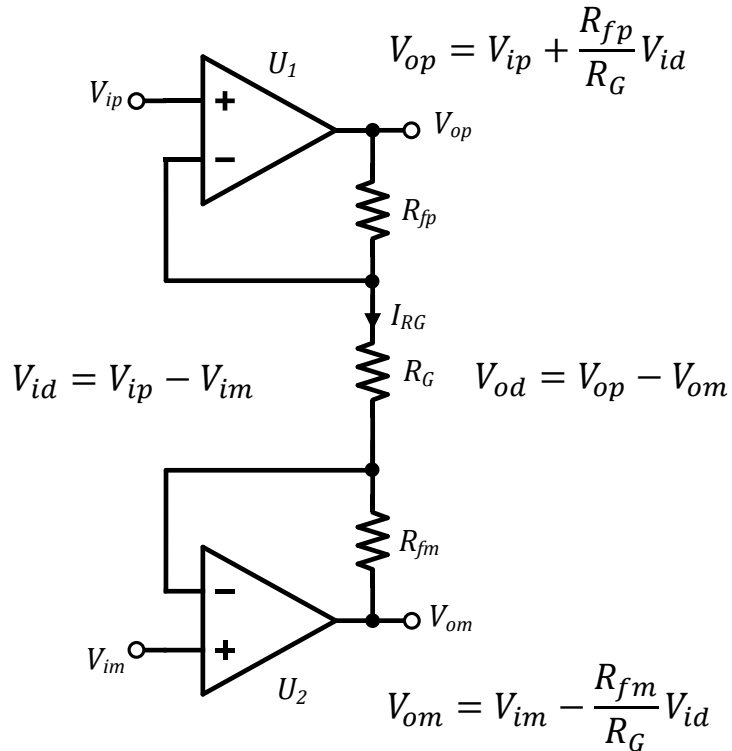 U₁
V_op = V_ip + R_fp/R_G V_id
V_ip
+
V_op
−
R_fp
I_RG
V_id = V_ip − V_im
R_G
V_od = V_op − V_om
R_fm
−
V_om
V_im
+
U₂
V_om = V_im − R_fm/R_G V_id